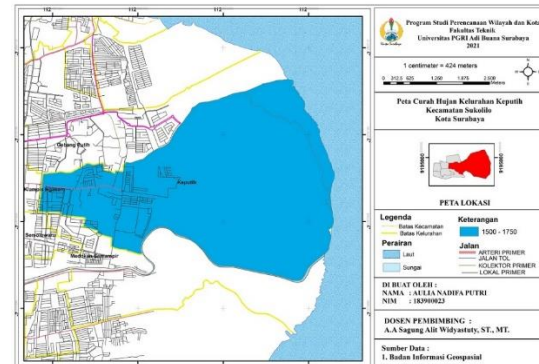 Program Studi Perencanaan Wilayah dan Kota
Fakultas Teknik
Universitas PGRI Adi Buana Surabaya
2021
1 centimeter = 424 meters
Peta Curah Hujan Kelurahan Keputih
Kecamatan Sukolilo
Kota Surabaya
PETA LOKASI
Legenda
Batas Kecamatan
Batas Kelurahan
Perairan
Laut
Sungai
Keterangan
1500 - 1750
Jalan
ARTERI PRIMER
JALAN TOL
KOLEKTOR PRIMER
LOKAL PRIMER
DI BUAT OLEH :
NAMA : AULIA NADIFA PUTRI
NIM : 183900023
DOSEN PEMBIMBING :
A.A Sagung Alit Widyastuty, ST., MT.
Sumber Data :
1. Badan Informasi Geospasial
Gebang Putih
Keputih